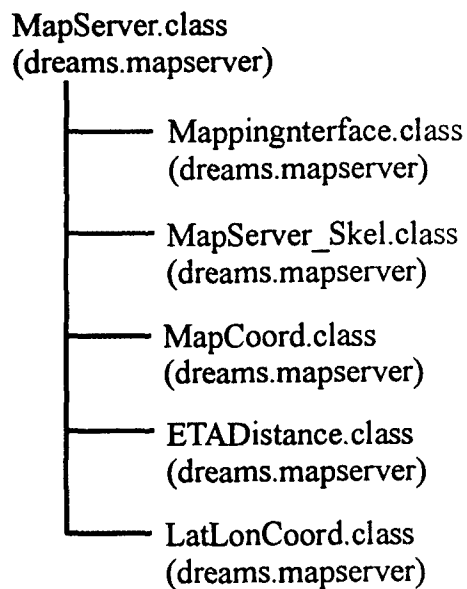 MapServer.class
(dreams.mapserver)
Mappingnterface.class
(dreams.mapserver)
MapServer_Skel.class
(dreams.mapserver)
MapCoord.class
(dreams.mapserver)
ETADistance.class
(dreams.mapserver)
LatLonCoord.class
(dreams.mapserver)